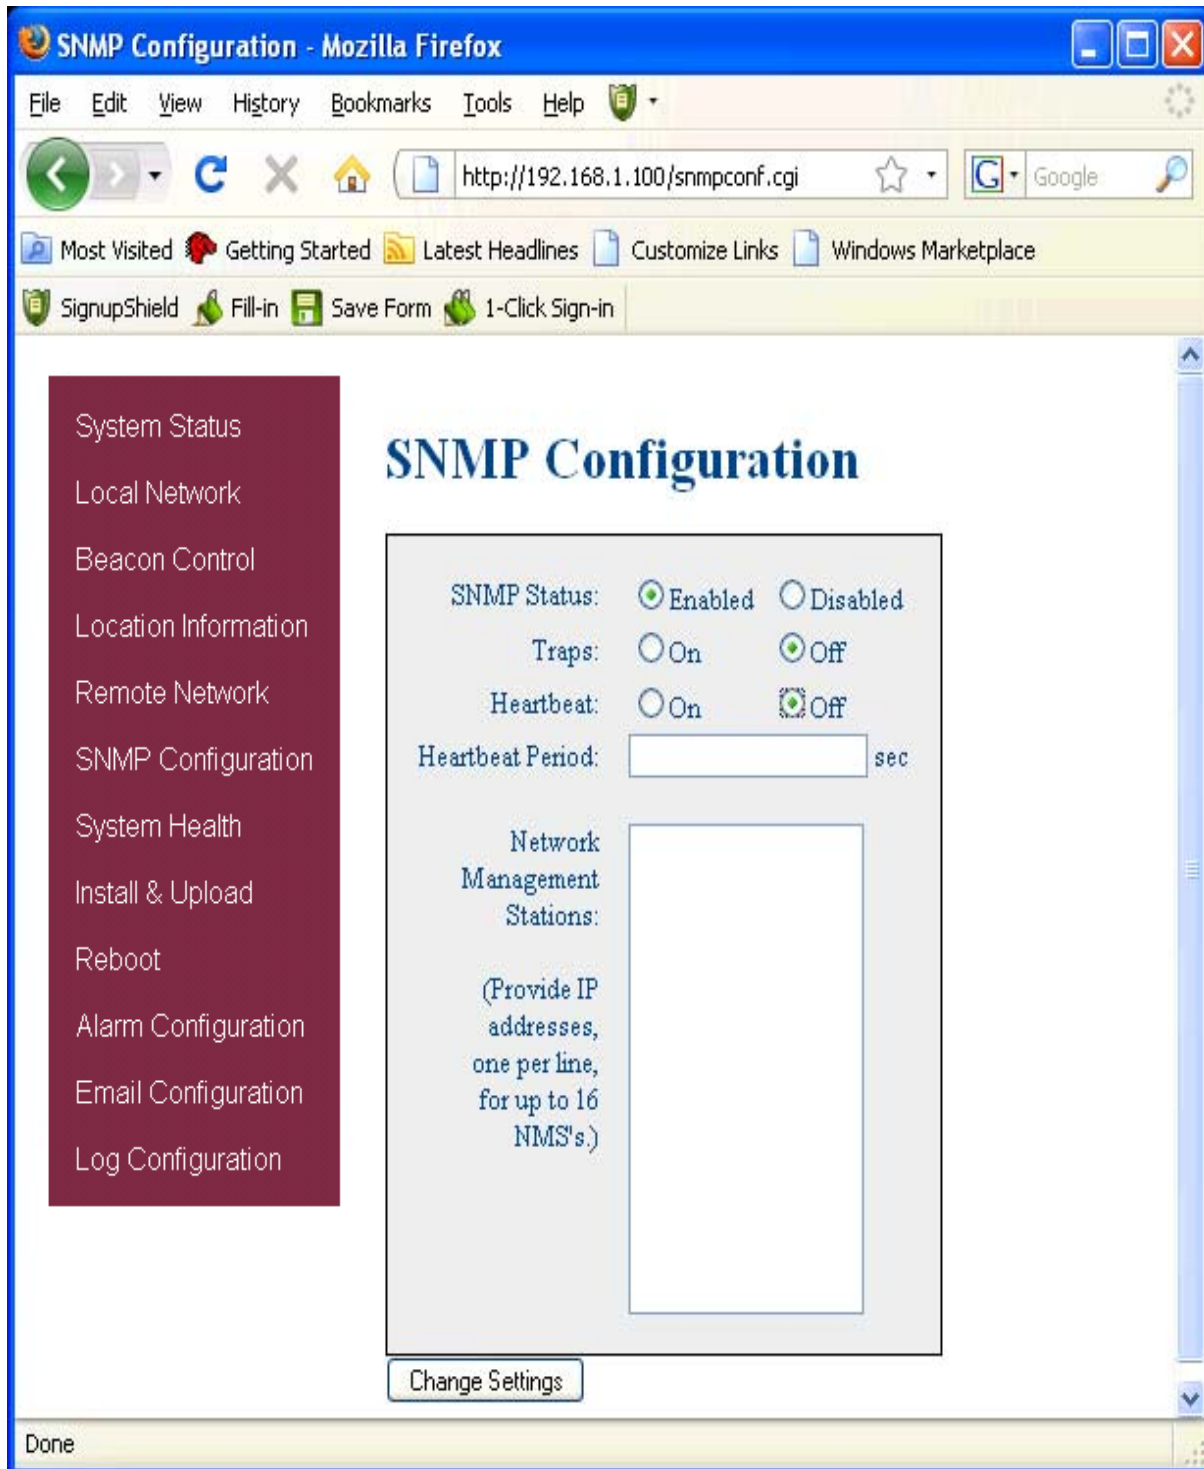 SNMP Configuration - Mozilla Firefox
File Edit View History Bookmarks Tools Help
http://192.168.1.100/snmpconf.cgi G Google
Most Visited Getting Started Latest Headlines Customize Links Windows Marketplace
SignupShield Fill-in Save Form 1-Click Sign-in
System Status
Local Network
Beacon Control
Location Information
Remote Network
SNMP Configuration
System Health
Install & Upload
Reboot
Alarm Configuration
Email Configuration
Log Configuration
SNMP Configuration
SNMP Status: Enabled Disabled
Traps: On Off
Heartbeat: On Off
Heartbeat Period: sec
Network
Management
Stations:
(Provide IP
addresses,
one per line,
for up to 16
NMS's.)
Change Settings
Done